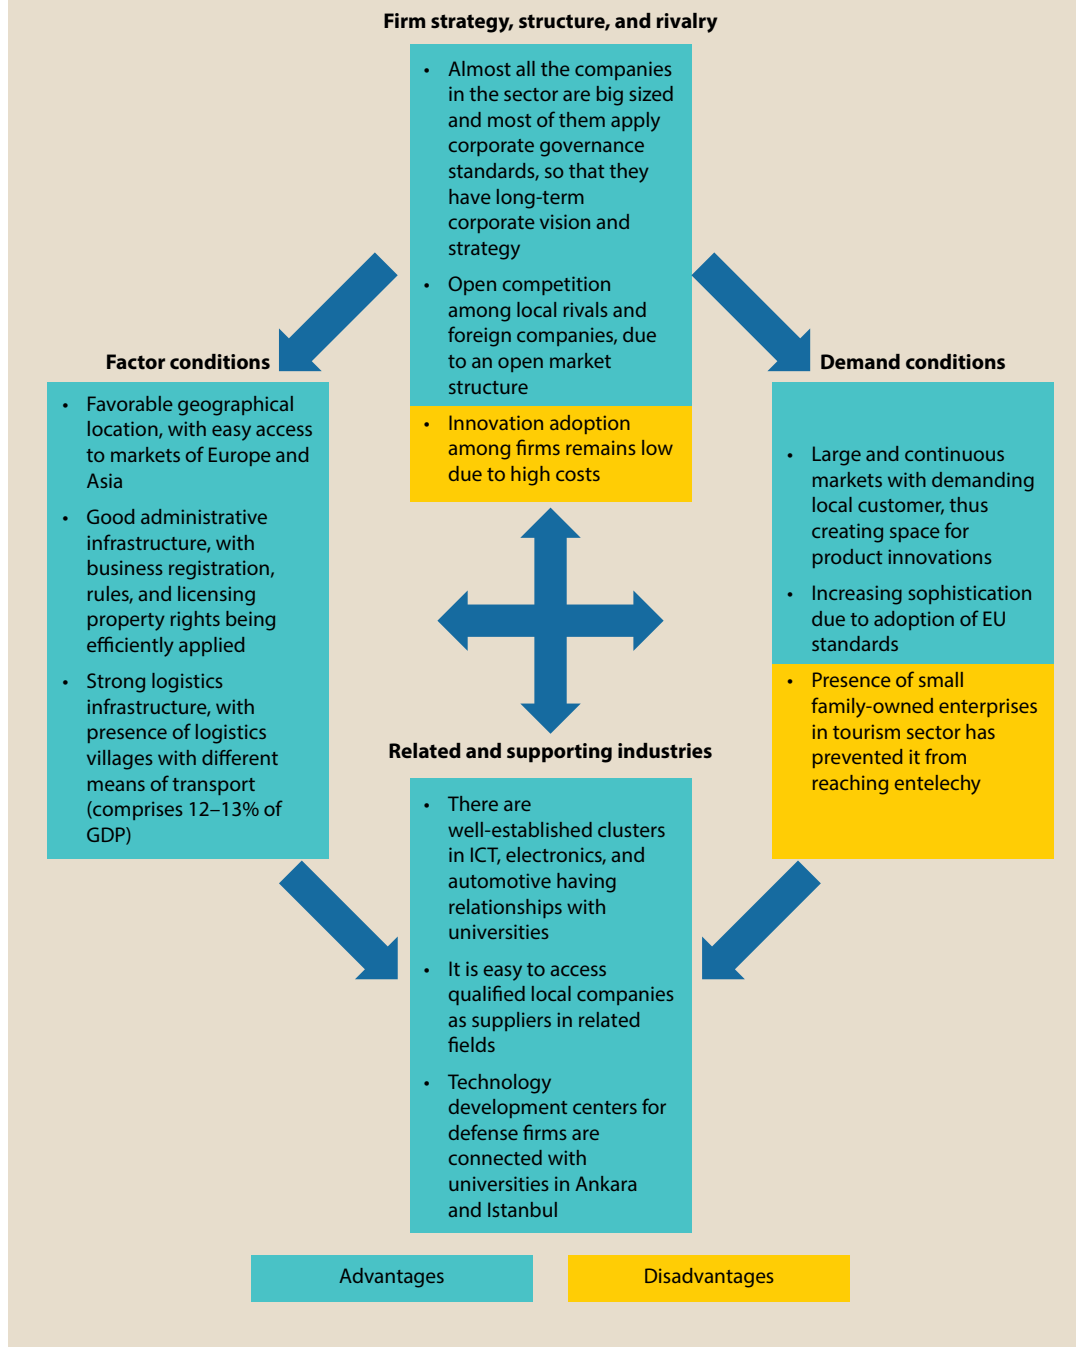 Firm strategy, structure, and rivalry
• Almost all the companies
in the sector are big sized
and most of them apply
corporate governance
standards, so that they
have long-term
corporate vision and
strategy
• Open competition
among local rivals and
foreign companies, due
to an open market
structure
• Innovation adoption
among firms remains low
due to high costs
Factor conditions
• Favorable geographical
location, with easy access
to markets of Europe and
Asia
• Good administrative
infrastructure, with
business registration,
rules, and licensing
property rights being
efficiently applied
• Strong logistics
infrastructure, with
presence of logistics
villages with different
means of transport
(comprises 12–13% of
GDP)
Demand conditions
• Large and continuous
markets with demanding
local customer, thus
creating space for
product innovations
• Increasing sophistication
due to adoption of EU
standards
• Presence of small
family-owned enterprises
in tourism sector has
prevented it from
reaching entelechy
Related and supporting industries
• There are
well-established clusters
in ICT, electronics, and
automotive having
relationships with
universities
• It is easy to access
qualified local companies
as suppliers in related
fields
• Technology
development centers for
defense firms are
connected with
universities in Ankara
and Istanbul
Advantages
Disadvantages